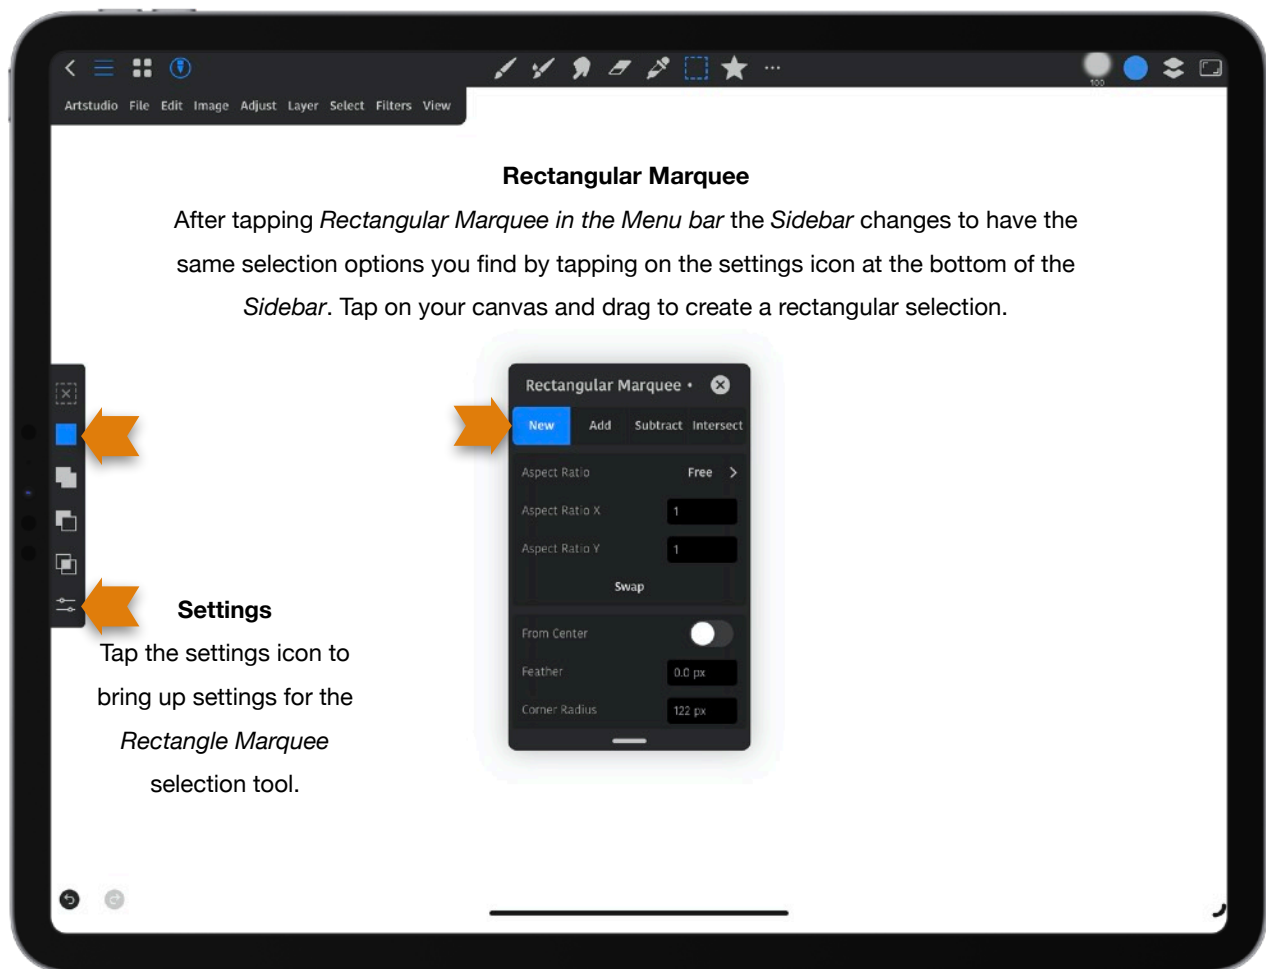 Artstudio File Edit Image Adjust Layer Select Filters View
100
Rectangular Marquee
After tapping Rectangular Marquee in the Menu bar the Sidebar changes to have the
same selection options you find by tapping on the settings icon at the bottom of the
Sidebar. Tap on your canvas and drag to create a rectangular selection.
Rectangular Marquee •
New Add Subtract Intersect
Aspect Ratio Free >
Aspect Ratio X 1
Aspect Ratio Y 1
Swap
From Center
Feather 0.0 px
Corner Radius 122 px
Settings
Tap the settings icon to
bring up settings for the
Rectangle Marquee
selection tool.